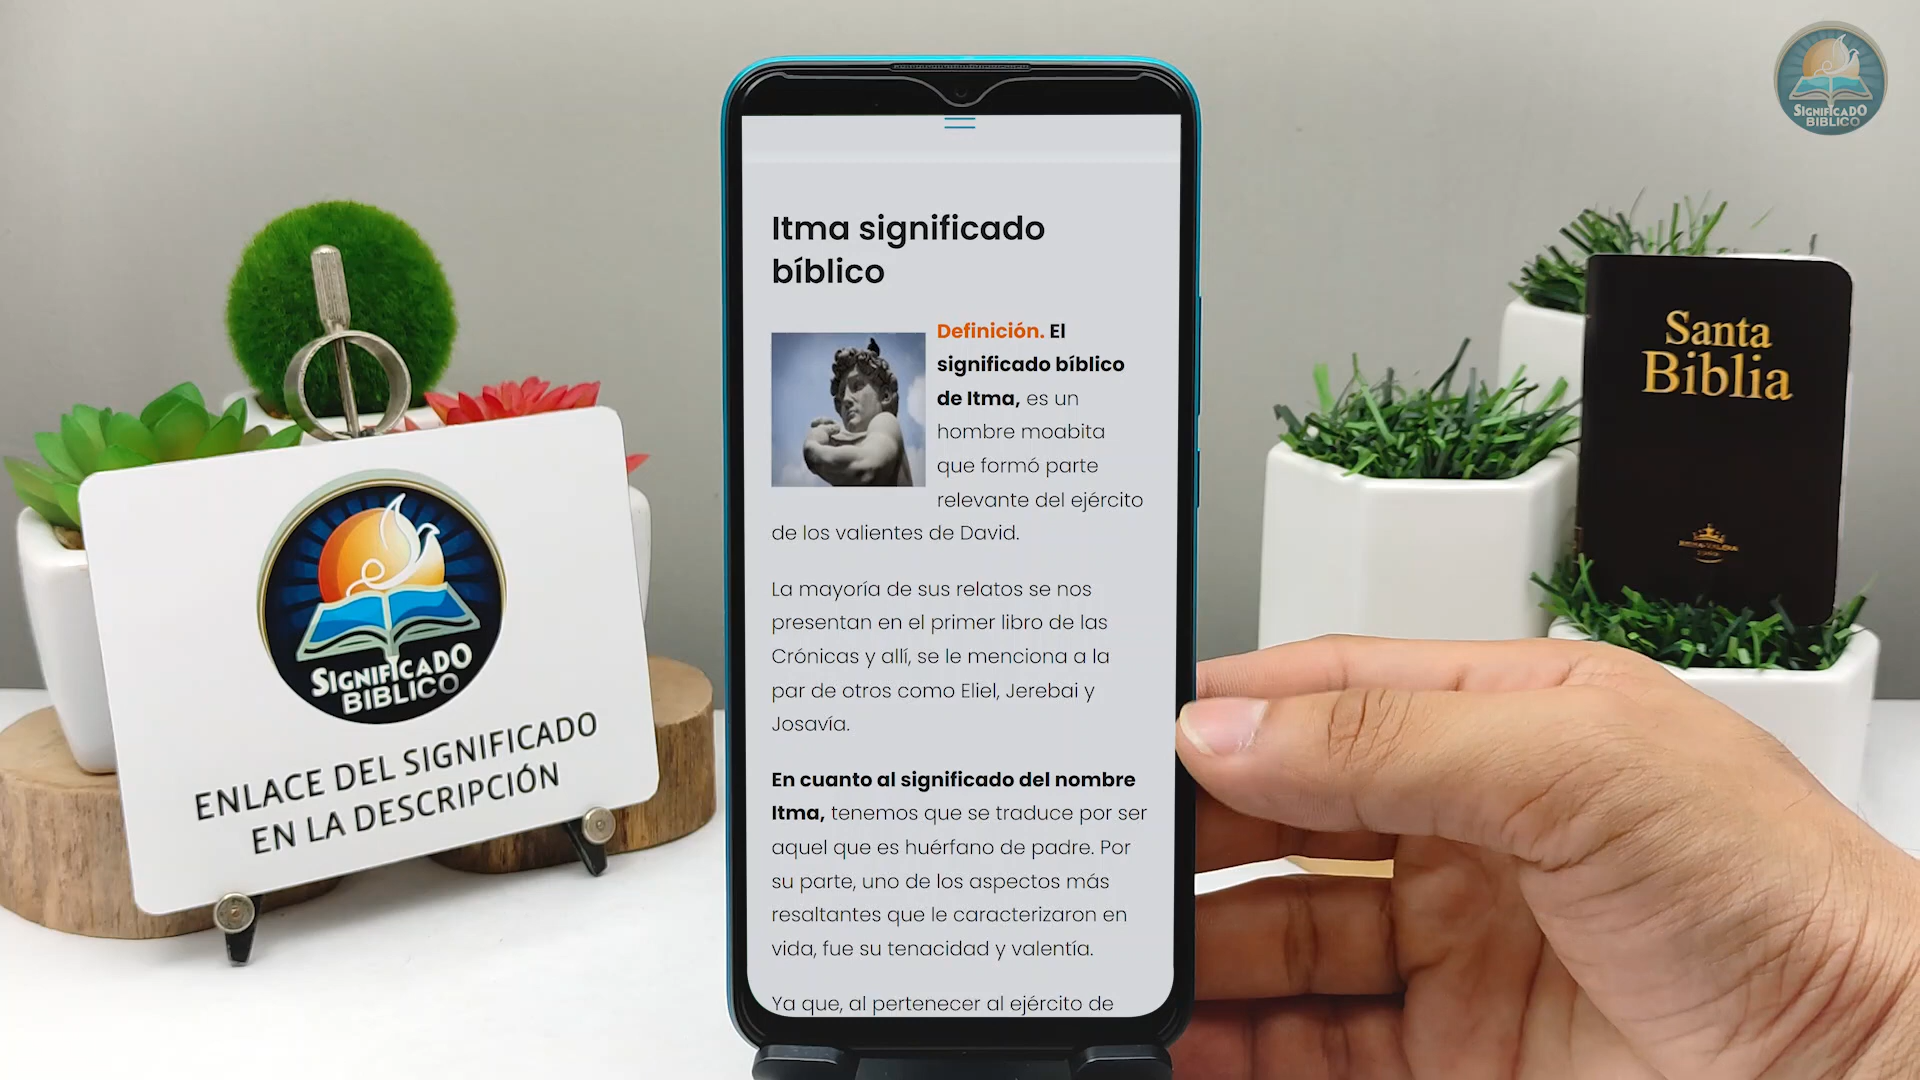 SIGNIFICADO
BIBLICO
Itma significado
bíblico
Definición. El
significado bíblico
de Itma, es un
hombre moabita
que formó parte
relevante del ejército
de los valientes de David.
La mayoría de sus relatos se nos
presentan en el primer libro de las
Crónicas y allí, se le menciona a la
par de otros como Eliel, Jerebai y
Josavía.
En cuanto al significado del nombre
Itma, tenemos que se traduce por ser
aquel que es huérfano de padre. Por
su parte, uno de los aspectos más
resaltantes que le caracterizaron en
vida, fue su tenacidad y valentía.
Ya que, al pertenecer al ejército de
SIGNIFICADO
BIBLICO
ENLACE DEL SIGNIFICADO
EN LA DESCRIPCIÓN
Santa
Biblia